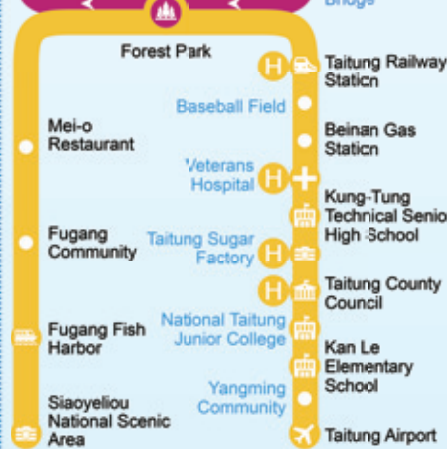 Bridge
Forest Park
H
Taitung Railway
Station
Baseball Field
Mei-o
Restaurant
Beinan Gas
Station
Veterans
Hospital
H
Kung-Tung
Technical Senio
High School
Fugang
Community
Taitung Sugar
Factory
H
H
Taitung County
Council
National Taitung
Junior College
Fugang Fish
Harbor
Kan Le
Elementary
School
Yangming
Community
Siaoyeliou
National Scenic
Area
Taitung Airport